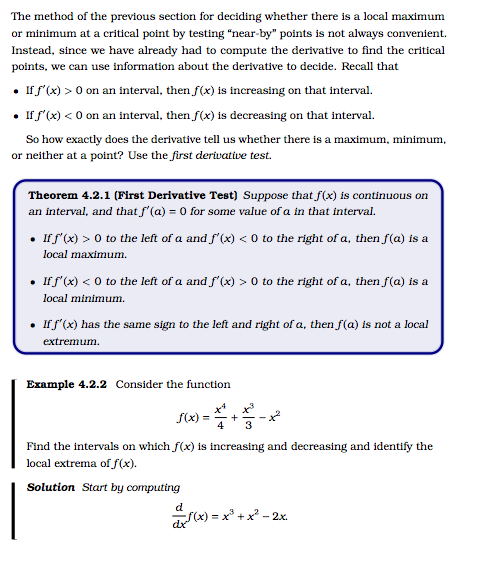 The method of the previous section for deciding whether there is a local maximum
or minimum at a critical point by testing “near-by” points is not always convenient.
Instead, since we have already had to compute the derivative to find the critical
points, we can use information about the derivative to decide. Recall that
• If f′(x) > 0 on an interval, then f(x) is increasing on that interval.
• If f′(x) < 0 on an interval, then f(x) is decreasing on that interval.
So how exactly does the derivative tell us whether there is a maximum, minimum,
or neither at a point? Use the first derivative test.
Theorem 4.2.1 (First Derivative Test) Suppose that f(x) is continuous on
an interval, and that f′(a) = 0 for some value of a in that interval.
• If f′(x) > 0 to the left of a and f′(x) < 0 to the right of a, then f(a) is a
local maximum.
• If f′(x) < 0 to the left of a and f′(x) > 0 to the right of a, then f(a) is a
local minimum.
• If f′(x) has the same sign to the left and right of a, then f(a) is not a local
extremum.
Example 4.2.2 Consider the function
f(x) = x⁴/4 + x³/3 − x²
Find the intervals on which f(x) is increasing and decreasing and identify the
local extrema of f(x).
Solution Start by computing
d/dx f(x) = x³ + x² − 2x.